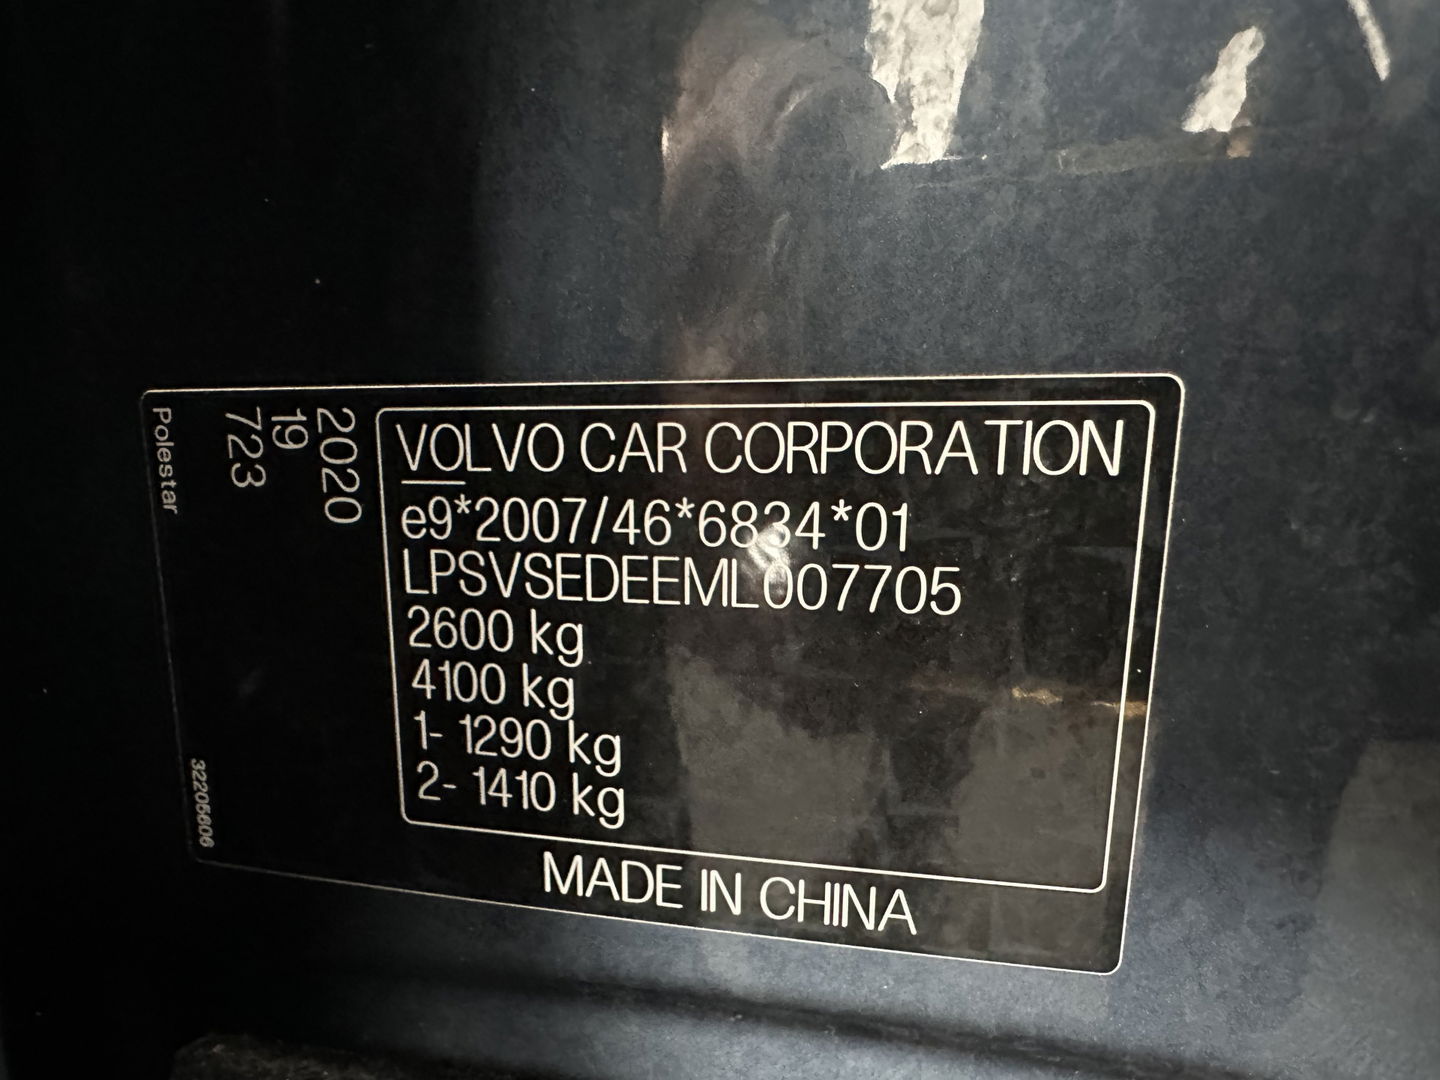 VOLVO CAR CORPORATION
e9*2007/46*6834*01
LPSVSEDEEML007705
2600 kg
4100 kg
1- 1290 kg
2- 1410 kg
MADE IN CHINA
2020
19
723
Polestar
32205606